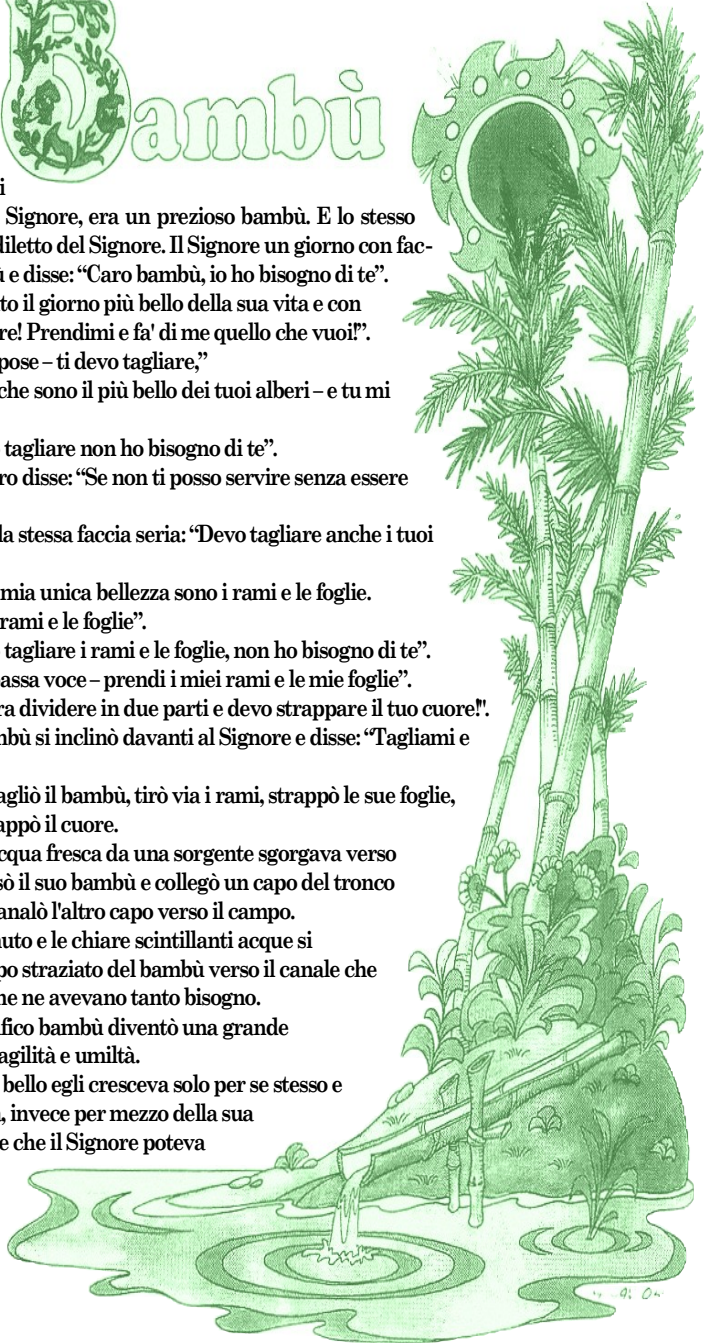 Bambù
i
Signore, era un prezioso bambù. E lo stesso
diletto del Signore. Il Signore un giorno con fac-
ù e disse: “Caro bambù, io ho bisogno di te”.
to il giorno più bello della sua vita e con
re! Prendimi e fa' di me quello che vuoi!”.
pose – ti devo tagliare,”
che sono il più bello dei tuoi alberi – e tu mi
tagliare non ho bisogno di te”.
ro disse: “Se non ti posso servire senza essere
la stessa faccia seria: “Devo tagliare anche i tuoi
mia unica bellezza sono i rami e le foglie.
rami e le foglie”.
tagliare i rami e le foglie, non ho bisogno di te”.
assa voce – prendi i miei rami e le mie foglie”.
ra dividere in due parti e devo strappare il tuo cuore!".
mbù si inclinò davanti al Signore e disse: “Tagliami e
agliò il bambù, tirò via i rami, strappò le sue foglie,
appò il cuore.
cqua fresca da una sorgente sgorgava verso
sò il suo bambù e collegò un capo del tronco
analò l'altro capo verso il campo.
nuto e le chiare scintillanti acque si
po straziato del bambù verso il canale che
he ne avevano tanto bisogno.
ifico bambù diventò una grande
agilità e umiltà.
bello egli cresceva solo per se stesso e
, invece per mezzo della sua
e che il Signore poteva